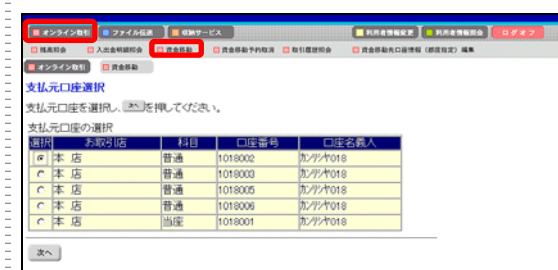 オンライン取引 ファイル伝送 収納サービス 利用者情報変更 利用者情報照会 ログオフ
残高照会 入出金明細照会 資金移動 資金移動予約取消 取引履歴照会 資金移動先口座情報（都度指定）編集
オンライン取引 資金移動
支払元口座選択
支払元口座を選択し、次へを押してください。
支払元口座の選択
選択 お取引店 科目 口座番号 口座名義人
本 店 普通 1018002 カンリシヤ018
本 店 普通 1018003 カンリシヤ018
本 店 普通 1018005 カンリシヤ018
本 店 普通 1018006 カンリシヤ018
本 店 当座 1018001 カンリシヤ018
次へ